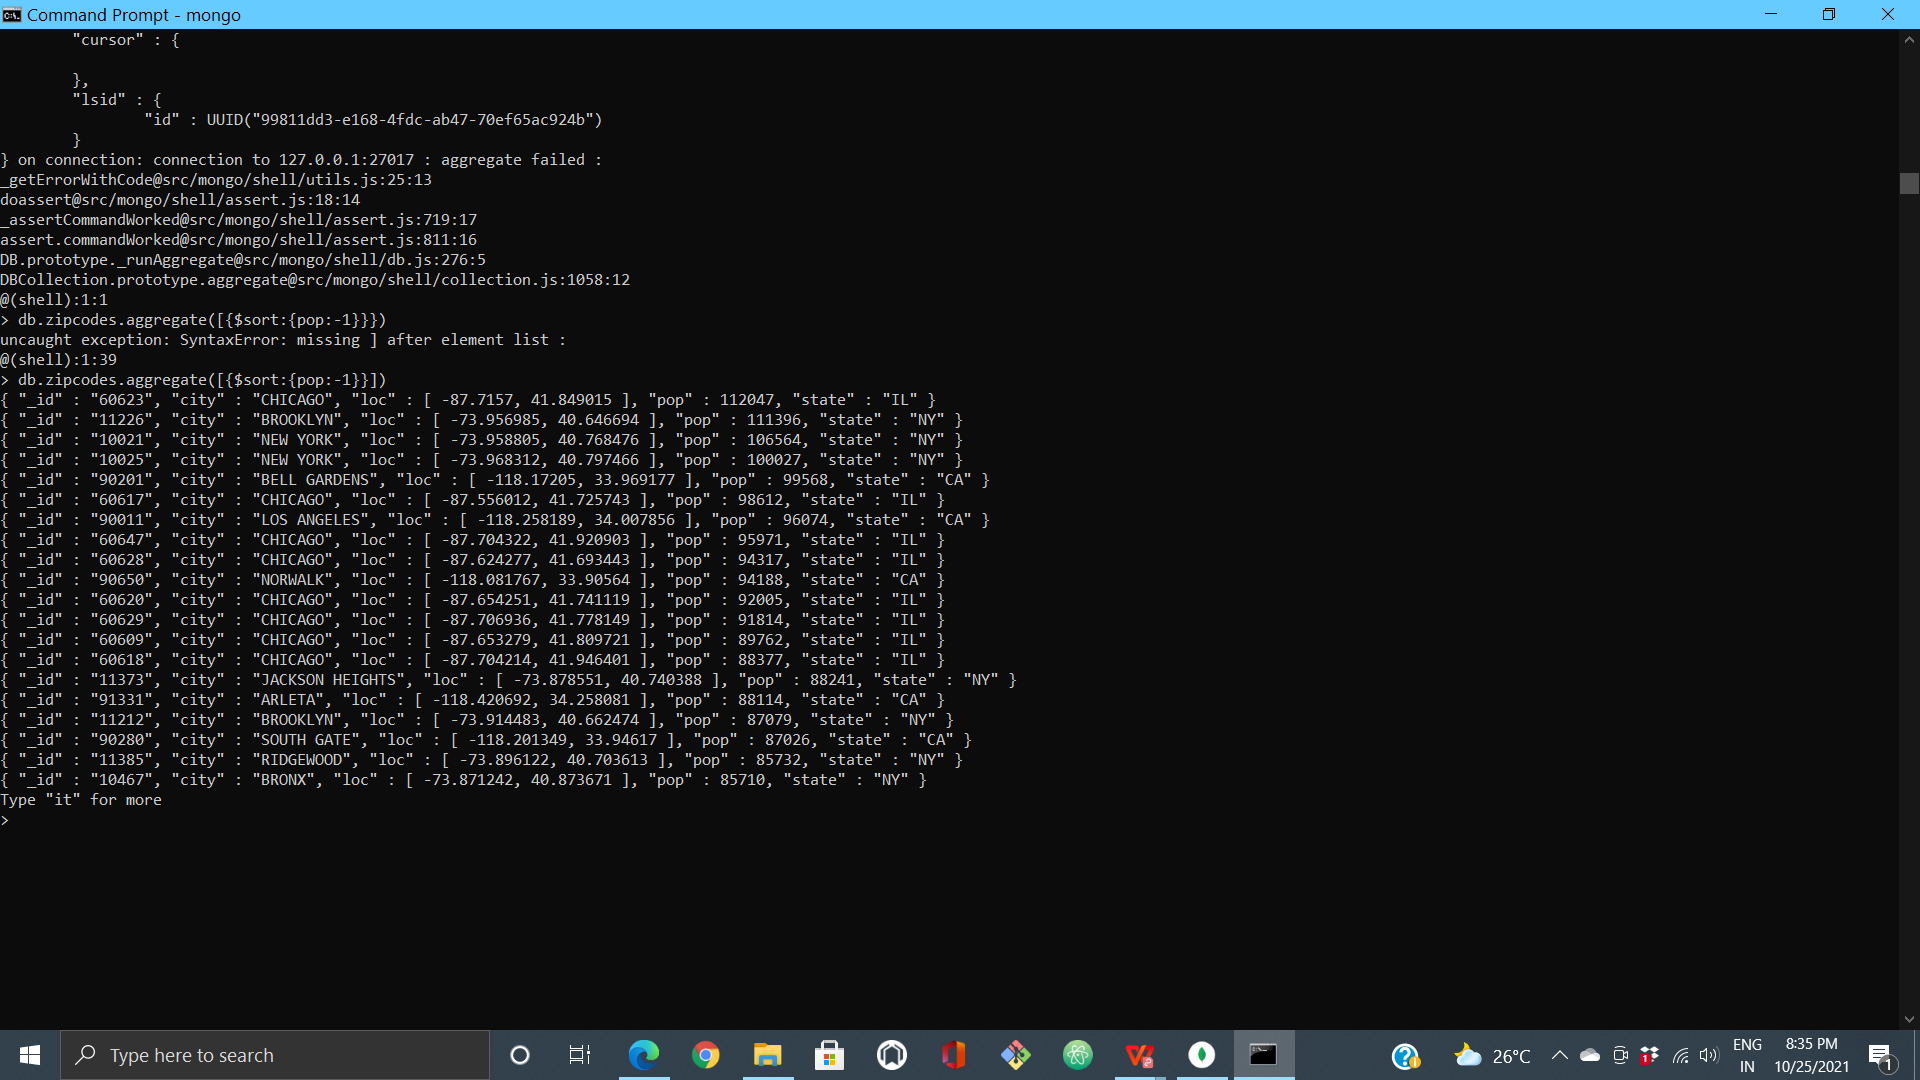 Command Prompt - mongo
"cursor" : {
},
"lsid" : {
"id" : UUID("99811dd3-e168-4fdc-ab47-70ef65ac924b")
}
} on connection: connection to 127.0.0.1:27017 : aggregate failed :
_getErrorWithCode@src/mongo/shell/utils.js:25:13
doassert@src/mongo/shell/assert.js:18:14
_assertCommandWorked@src/mongo/shell/assert.js:719:17
assert.commandWorked@src/mongo/shell/assert.js:811:16
DB.prototype._runAggregate@src/mongo/shell/db.js:276:5
DBCollection.prototype.aggregate@src/mongo/shell/collection.js:1058:12
@(shell):1:1
> db.zipcodes.aggregate([{$sort:{pop:-1}}})
uncaught exception: SyntaxError: missing ] after element list :
@(shell):1:39
> db.zipcodes.aggregate([{$sort:{pop:-1}}])
{ "_id" : "60623", "city" : "CHICAGO", "loc" : [ -87.7157, 41.849015 ], "pop" : 112047, "state" : "IL" }
{ "_id" : "11226", "city" : "BROOKLYN", "loc" : [ -73.956985, 40.646694 ], "pop" : 111396, "state" : "NY" }
{ "_id" : "10021", "city" : "NEW YORK", "loc" : [ -73.958805, 40.768476 ], "pop" : 106564, "state" : "NY" }
{ "_id" : "10025", "city" : "NEW YORK", "loc" : [ -73.968312, 40.797466 ], "pop" : 100027, "state" : "NY" }
{ "_id" : "90201", "city" : "BELL GARDENS", "loc" : [ -118.17205, 33.969177 ], "pop" : 99568, "state" : "CA" }
{ "_id" : "60617", "city" : "CHICAGO", "loc" : [ -87.556012, 41.725743 ], "pop" : 98612, "state" : "IL" }
{ "_id" : "90011", "city" : "LOS ANGELES", "loc" : [ -118.258189, 34.007856 ], "pop" : 96074, "state" : "CA" }
{ "_id" : "60647", "city" : "CHICAGO", "loc" : [ -87.704322, 41.920903 ], "pop" : 95971, "state" : "IL" }
{ "_id" : "60628", "city" : "CHICAGO", "loc" : [ -87.624277, 41.693443 ], "pop" : 94317, "state" : "IL" }
{ "_id" : "90650", "city" : "NORWALK", "loc" : [ -118.081767, 33.90564 ], "pop" : 94188, "state" : "CA" }
{ "_id" : "60620", "city" : "CHICAGO", "loc" : [ -87.654251, 41.741119 ], "pop" : 92005, "state" : "IL" }
{ "_id" : "60629", "city" : "CHICAGO", "loc" : [ -87.706936, 41.778149 ], "pop" : 91814, "state" : "IL" }
{ "_id" : "60609", "city" : "CHICAGO", "loc" : [ -87.653279, 41.809721 ], "pop" : 89762, "state" : "IL" }
{ "_id" : "60618", "city" : "CHICAGO", "loc" : [ -87.704214, 41.946401 ], "pop" : 88377, "state" : "IL" }
{ "_id" : "11373", "city" : "JACKSON HEIGHTS", "loc" : [ -73.878551, 40.740388 ], "pop" : 88241, "state" : "NY" }
{ "_id" : "91331", "city" : "ARLETA", "loc" : [ -118.420692, 34.258081 ], "pop" : 88114, "state" : "CA" }
{ "_id" : "11212", "city" : "BROOKLYN", "loc" : [ -73.914483, 40.662474 ], "pop" : 87079, "state" : "NY" }
{ "_id" : "90280", "city" : "SOUTH GATE", "loc" : [ -118.201349, 33.94617 ], "pop" : 87026, "state" : "CA" }
{ "_id" : "11385", "city" : "RIDGEWOOD", "loc" : [ -73.896122, 40.703613 ], "pop" : 85732, "state" : "NY" }
{ "_id" : "10467", "city" : "BRONX", "loc" : [ -73.871242, 40.873671 ], "pop" : 85710, "state" : "NY" }
Type "it" for more
>
Type here to search
26°C
ENG
IN
8:35 PM
10/25/2021
1